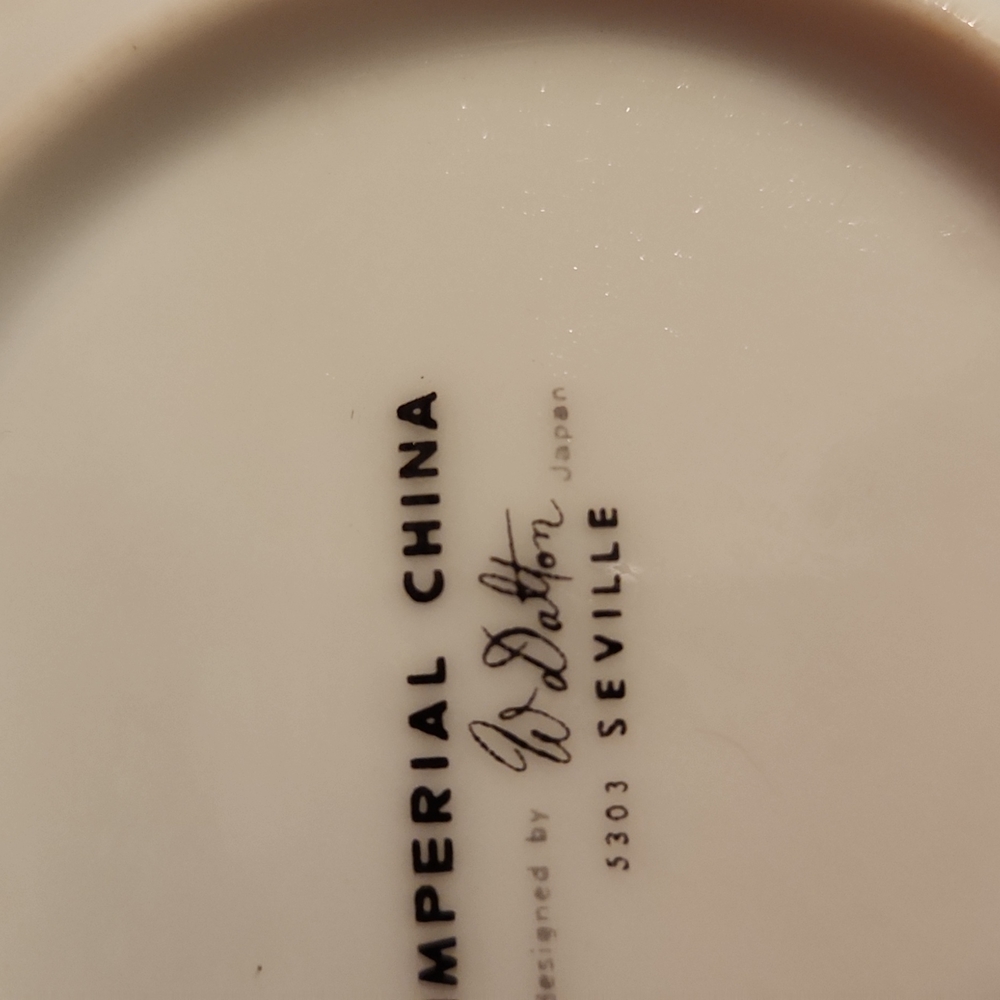 IMPERIAL CHINA
designed by W Dalton Japan
5303 SEVILLE